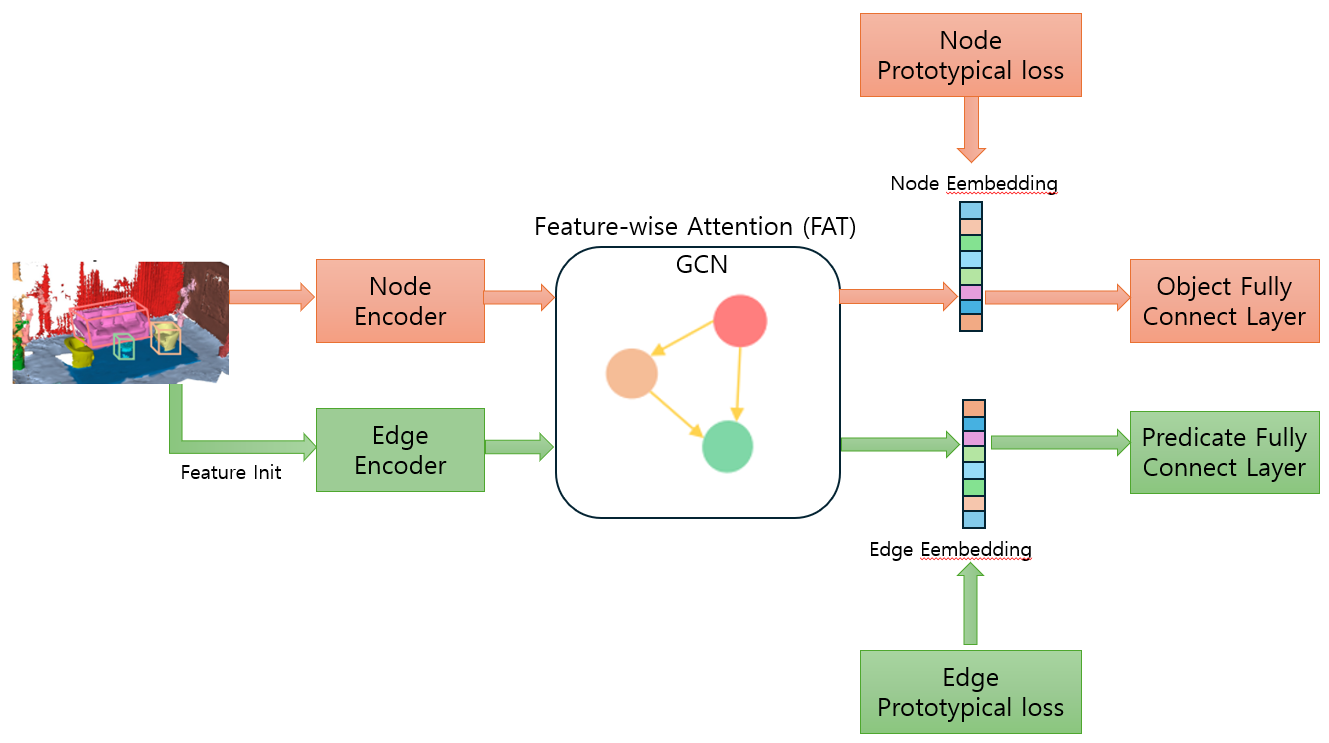 Node
Prototypical loss
Node Eembedding
Feature-wise Attention (FAT)
GCN
Node
Encoder
Object Fully
Connect Layer
Edge
Encoder
Feature Init
Predicate Fully
Connect Layer
Edge Eembedding
Edge
Prototypical loss